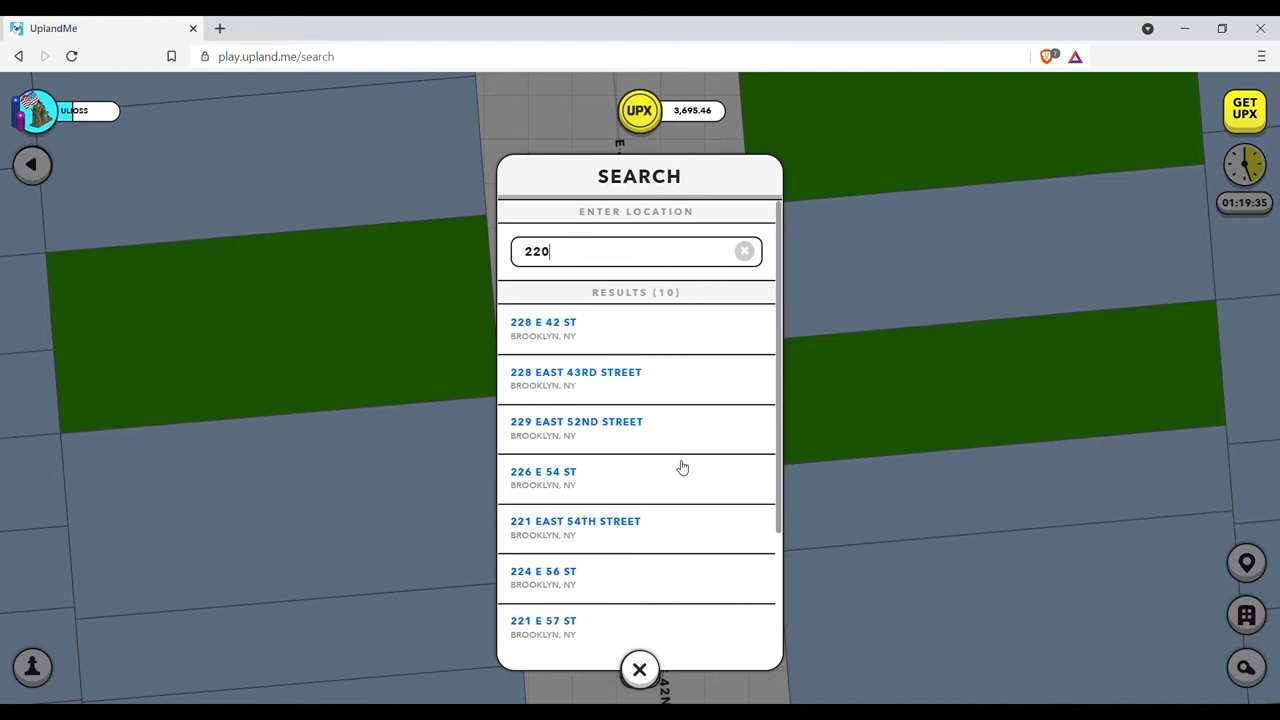 UplandMe
play.upland.me/search
7
ULIOSS
UPX
3,695.46
GET
UPX
01:19:35
SEARCH
ENTER LOCATION
220
RESULTS (10)
228 E 42 ST
BROOKLYN, NY
228 EAST 43RD STREET
BROOKLYN, NY
229 EAST 52ND STREET
BROOKLYN, NY
226 E 54 ST
BROOKLYN, NY
221 EAST 54TH STREET
BROOKLYN, NY
224 E 56 ST
BROOKLYN, NY
221 E 57 ST
BROOKLYN, NY